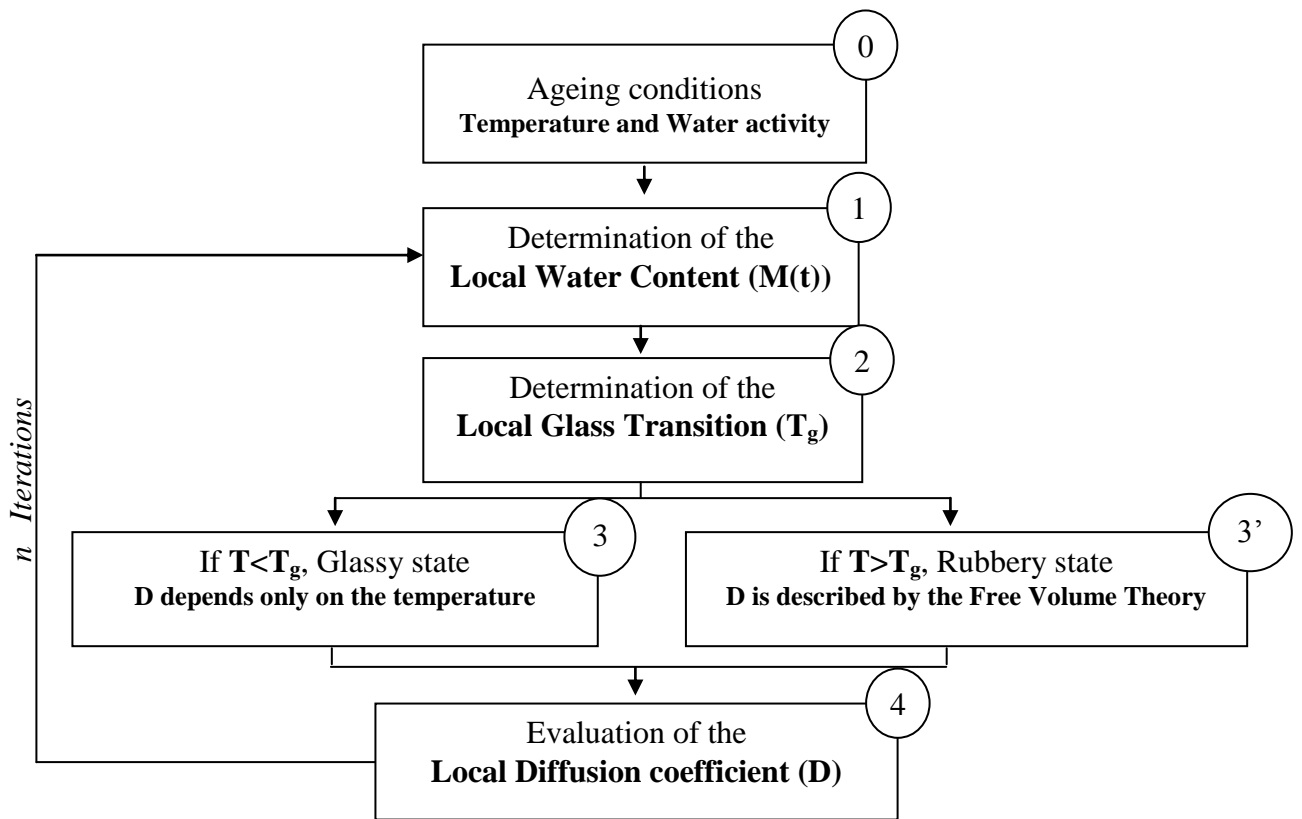 0
Ageing conditions
Temperature and Water activity
1
Determination of the
Local Water Content (M(t))
2
Determination of the
Local Glass Transition (Tg)
n Iterations
3
If T<Tg, Glassy state
D depends only on the temperature
3’
If T>Tg, Rubbery state
D is described by the Free Volume Theory
4
Evaluation of the
Local Diffusion coefficient (D)